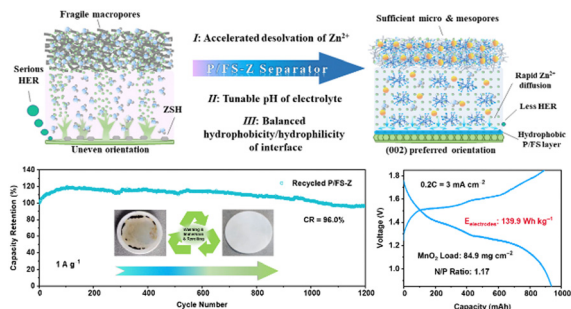 Fragile macropores
Serious
HER
ZSH
Uneven orientation
I: Accelerated desolvation of Zn²⁺
P/FS-Z Separator
II: Tunable pH of electrolyte
III: Balanced
hydrophobicity/hydrophilicity
of interface
Sufficient micro & mesopores
Rapid Zn²⁺
diffusion
Less HER
Hydrophobic
P/FS layer
(002) preferred orientation
Capacity Retention (%)
140
120
100
80
60
40
20
0
Recycled P/FS-Z
CR = 96.0%
1 A g⁻¹
0 200 400 600 800 1000 1200
Cycle Number
Voltage (V)
1.8
1.6
1.4
1.2
1.0
0.2C = 3 mA cm⁻²
E electrodes: 139.9 Wh kg⁻¹
MnO₂ Load: 84.9 mg cm⁻²
N/P Ratio: 1.17
0 200 400 600 800 1000
Capacity (mAh)